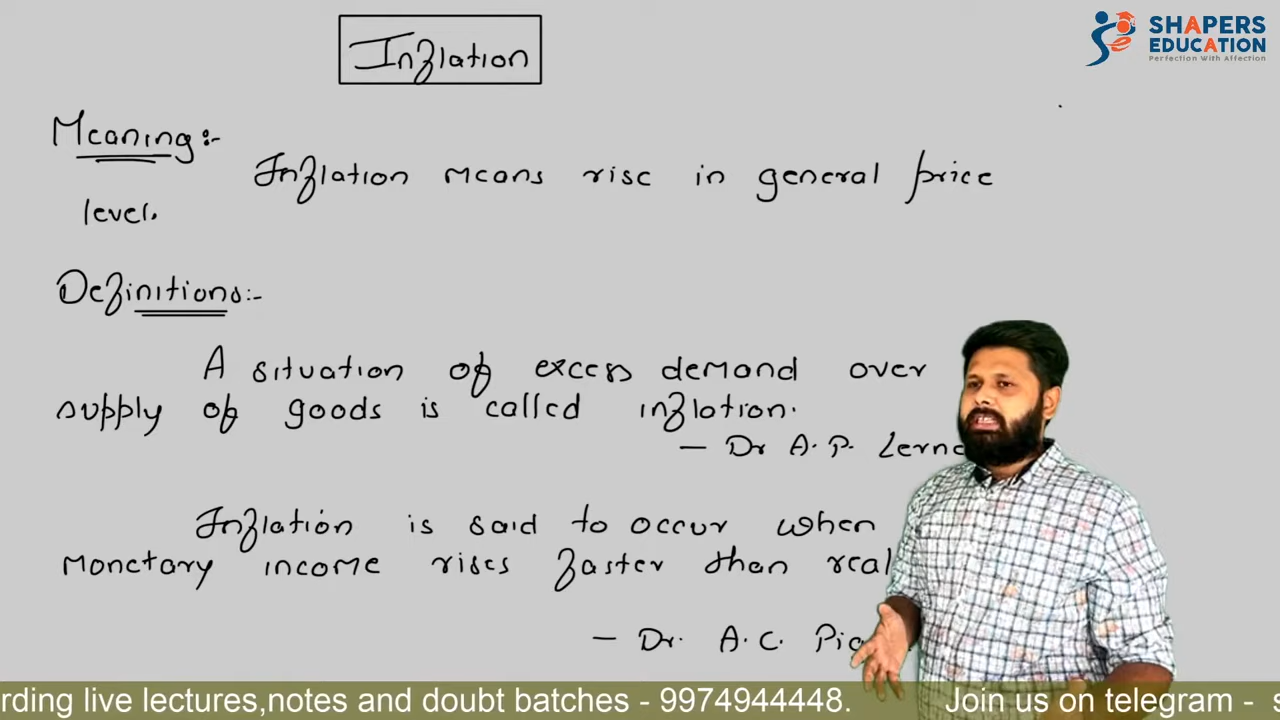 Inflation
SHAPERS
EDUCATION
Perfection With Affection
Meaning:-
Inflation means rise in general price
level.
Definitions:-
A situation of excess demand over
supply of goods is called inflation.
- Dr A. P. Lerne
Inflation is said to occur when
monetary income rises faster than real
- Dr. A. C.
rding live lectures,notes and doubt batches - 9974944448. Join us on telegram -